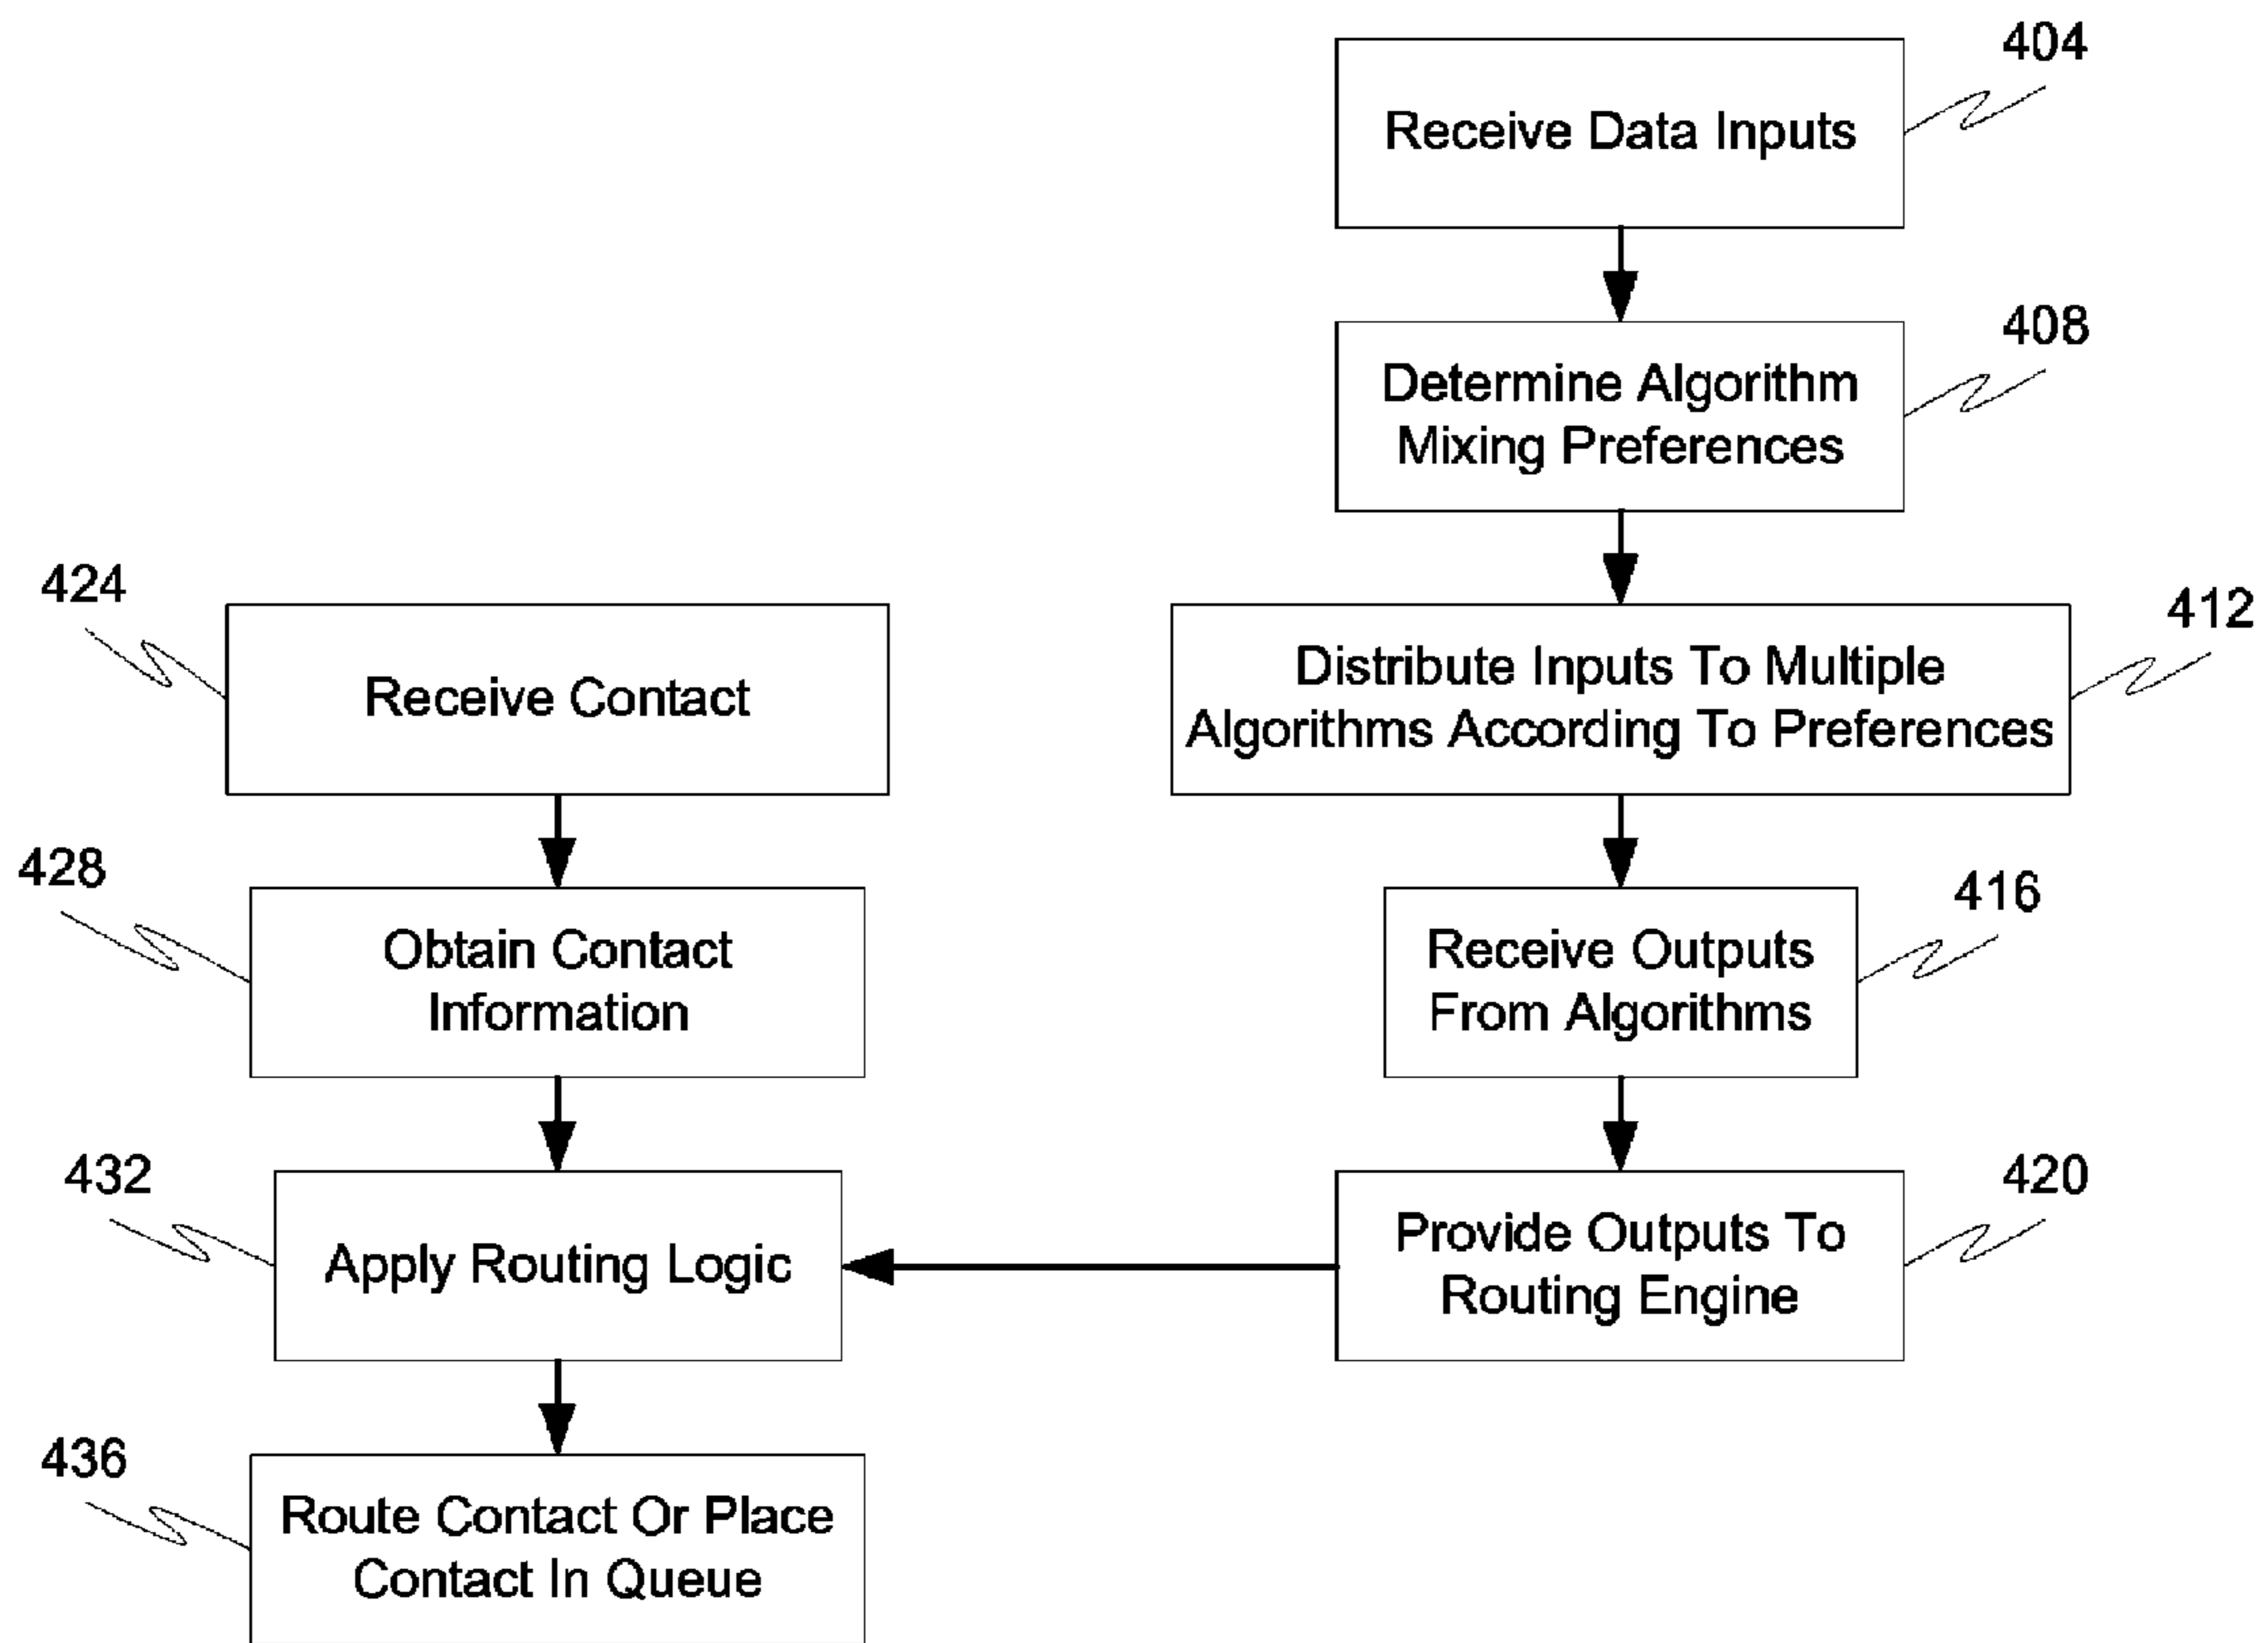 404
Receive Data Inputs
408
Determine Algorithm
Mixing Preferences
424
412
Receive Contact
Distribute Inputs To Multiple
Algorithms According To Preferences
428
416
Obtain Contact
Information
Receive Outputs
From Algorithms
432
420
Apply Routing Logic
Provide Outputs To
Routing Engine
436
Route Contact Or Place
Contact In Queue